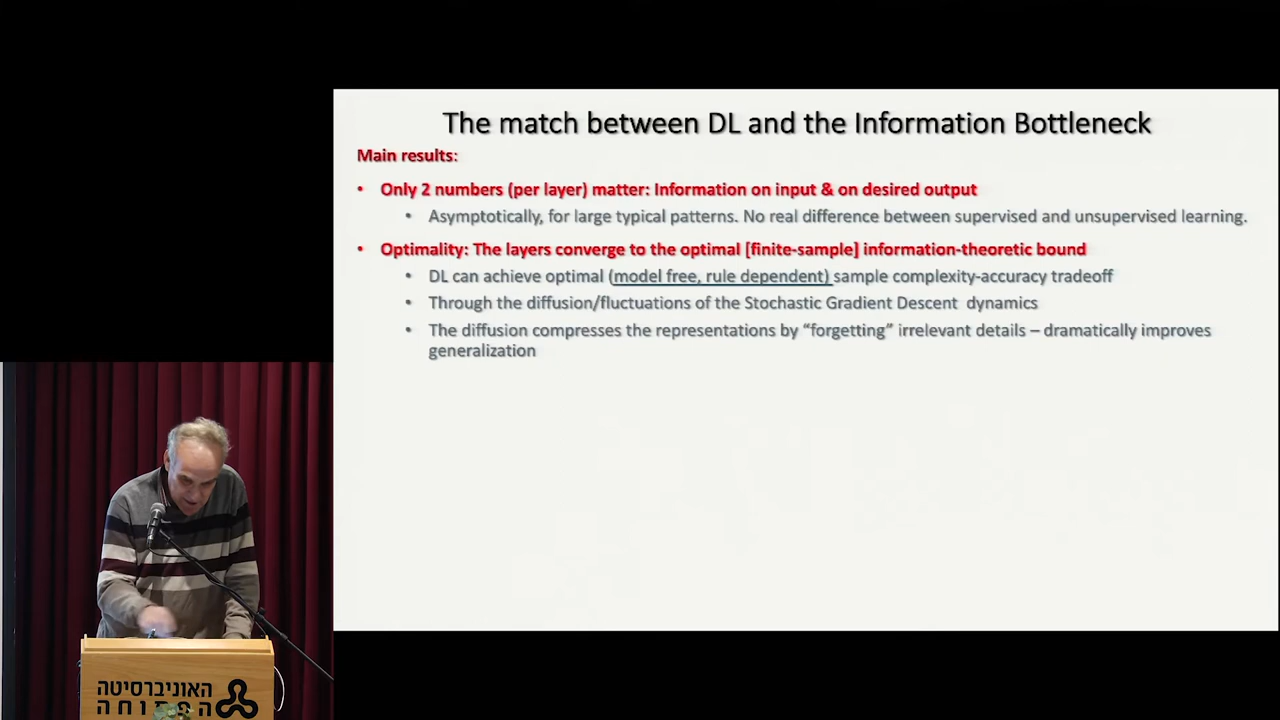 The match between DL and the Information Bottleneck
Main results:
• Only 2 numbers (per layer) matter: Information on input & on desired output
• Asymptotically, for large typical patterns. No real difference between supervised and unsupervised learning.
• Optimality: The layers converge to the optimal [finite-sample] information-theoretic bound
• DL can achieve optimal (model free, rule dependent) sample complexity-accuracy tradeoff
• Through the diffusion/fluctuations of the Stochastic Gradient Descent dynamics
• The diffusion compresses the representations by “forgetting” irrelevant details – dramatically improves
generalization
האוניברסיטה
הפתוחה